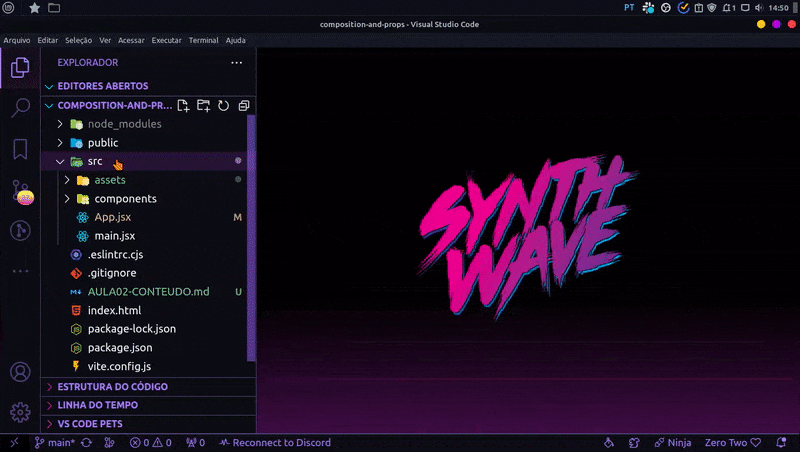 PT 1 14:50
composition-and-props - Visual Studio Code
Arquivo Editar Seleção Ver Acessar Executar Terminal Ajuda
EXPLORADOR
EDITORES ABERTOS
COMPOSITION-AND-PR...
node_modules
public
src
assets
components
App.jsx M
main.jsx
.eslintrc.cjs
.gitignore
AULA02-CONTEUDO.md U
index.html
package-lock.json
package.json
vite.config.js
ESTRUTURA DO CÓDIGO
LINHA DO TEMPO
VS CODE PETS
SYNTH
WAVE
main* 0 0 0 Reconnect to Discord Ninja Zero Two